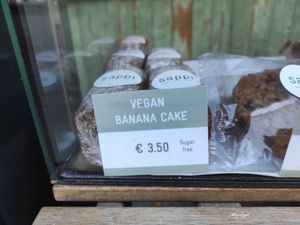 sappi
sappi
VEGAN
BANANA CAKE
€ 3.50
Sugar
free